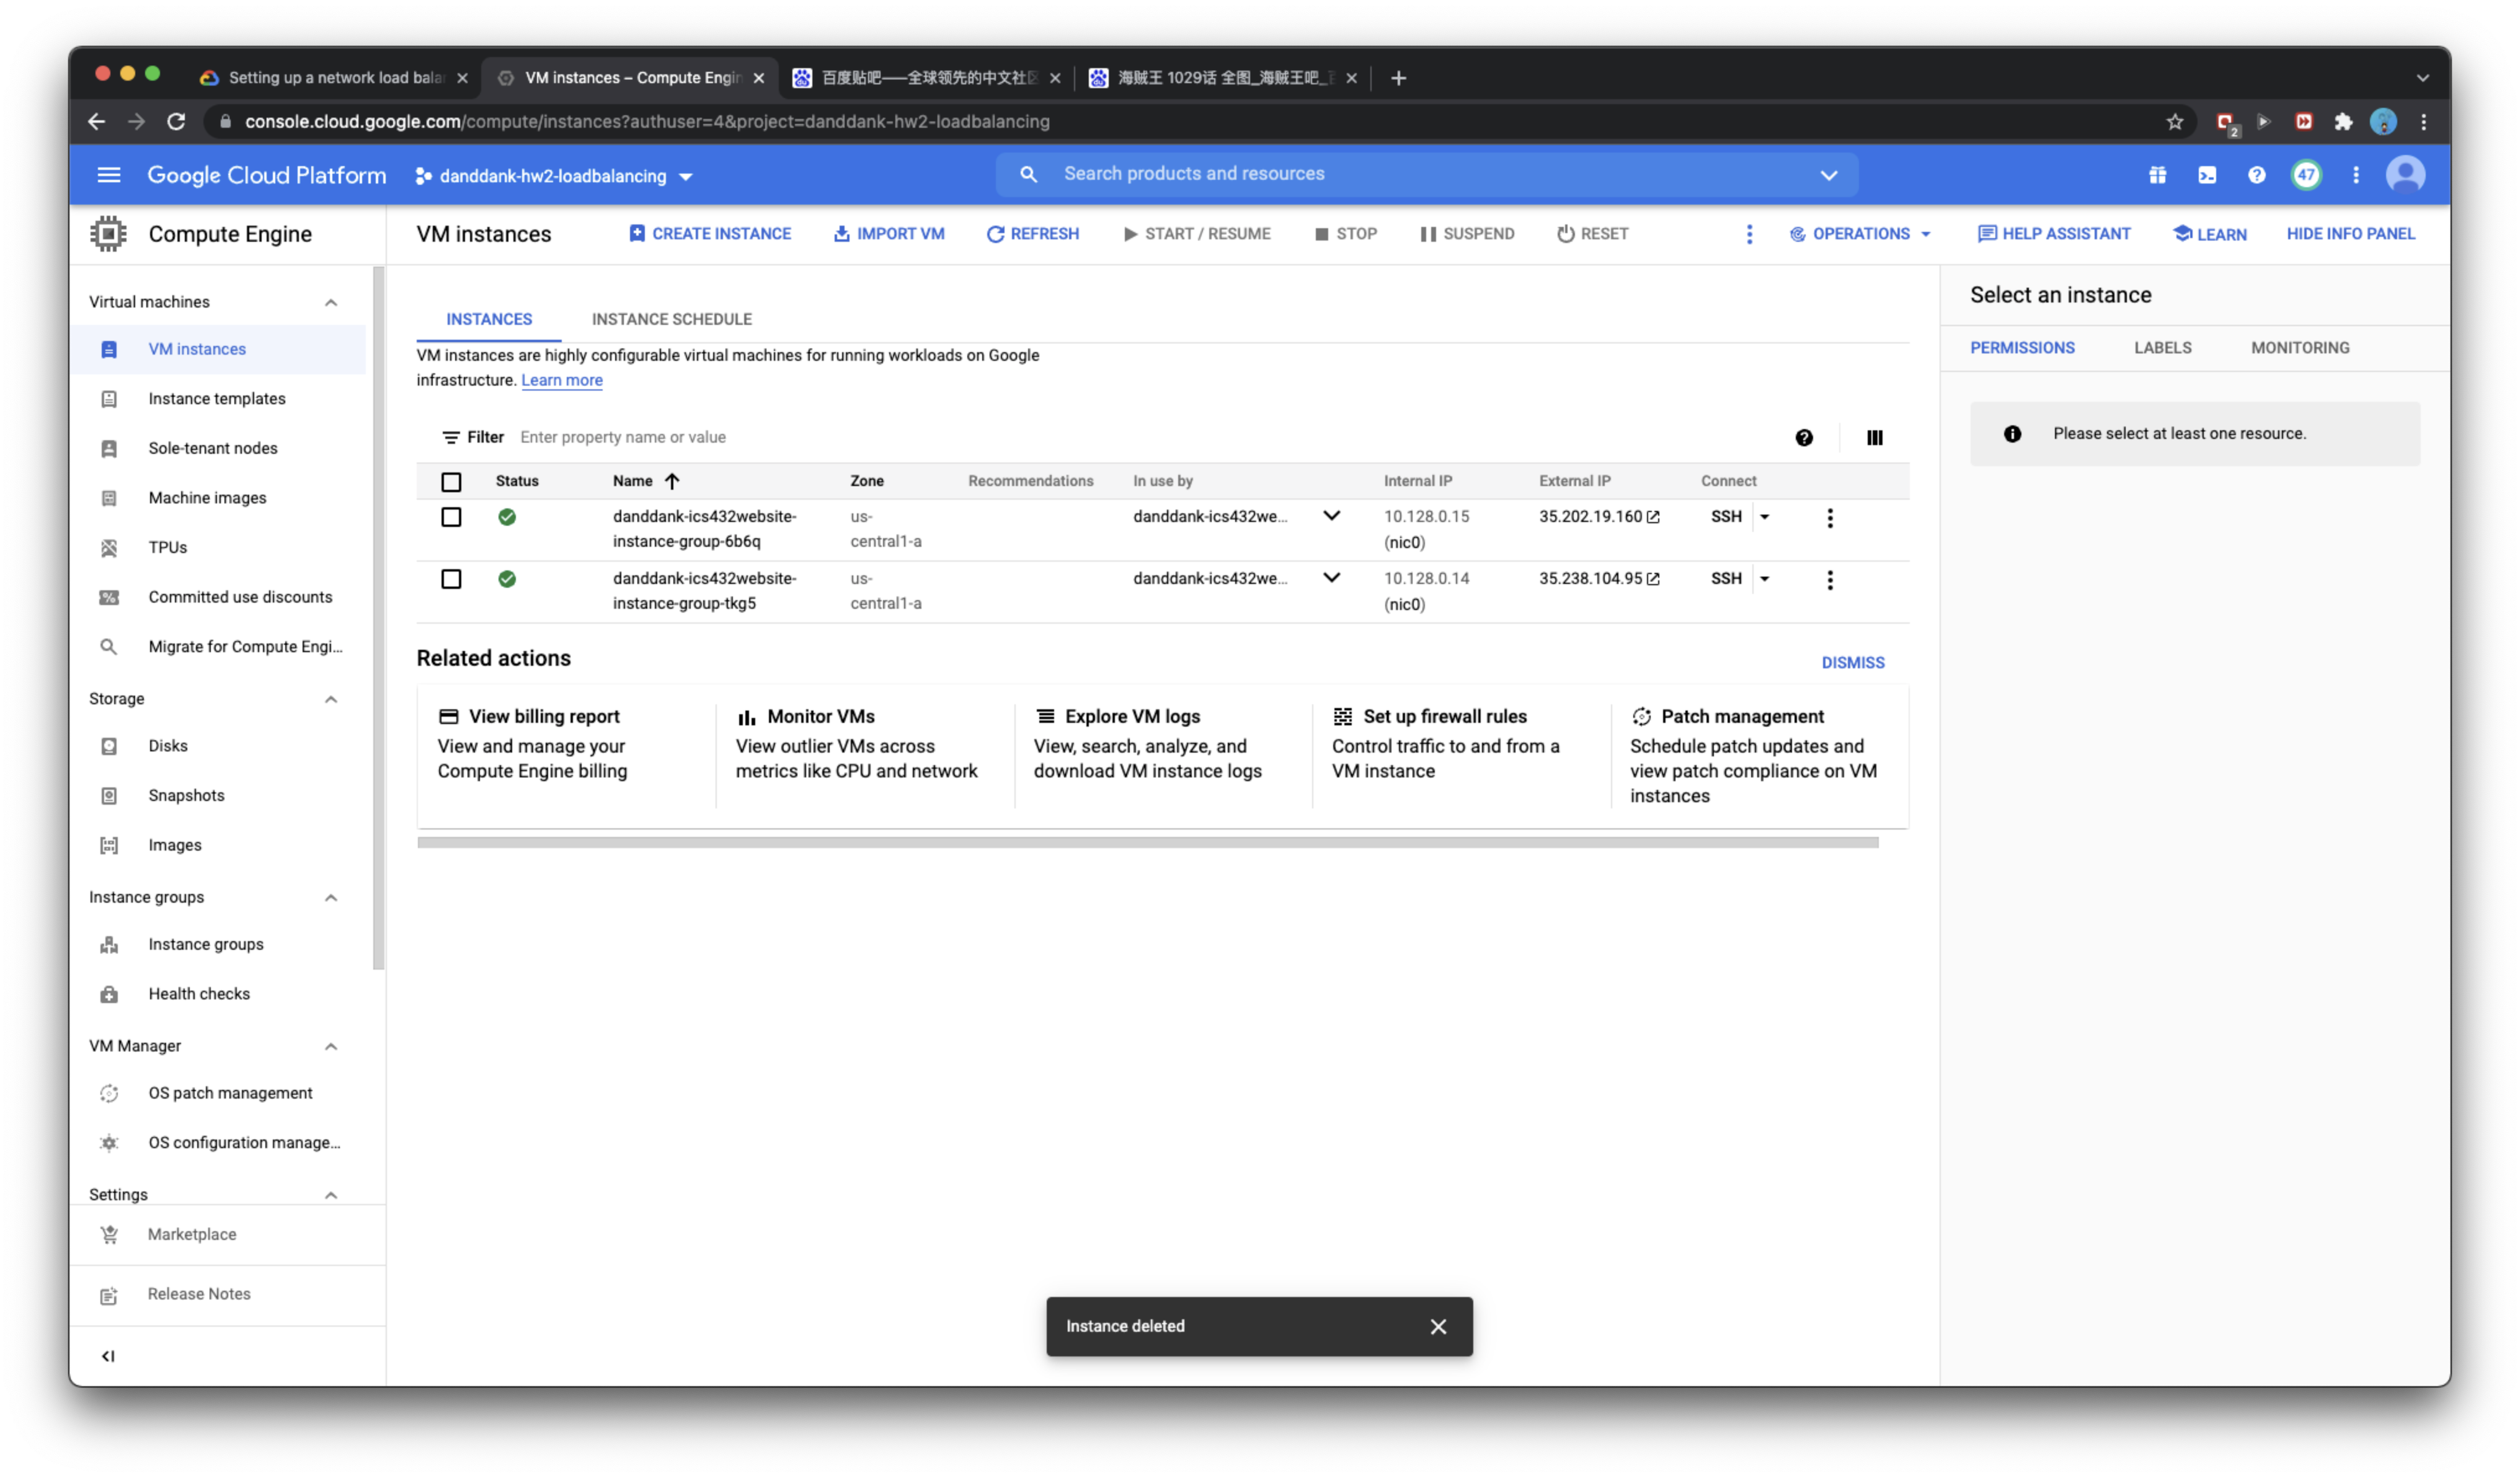 Setting up a network load bala
VM instances – Compute Engin
百度贴吧——全球领先的中文社区
海贼王 1029话 全图_海贼王吧_
console.cloud.google.com/compute/instances?authuser=4&project=danddank-hw2-loadbalancing
2
Google Cloud Platform
danddank-hw2-loadbalancing
Search products and resources
47
Compute Engine
VM instances
CREATE INSTANCE
IMPORT VM
REFRESH
START / RESUME
STOP
SUSPEND
RESET
OPERATIONS
HELP ASSISTANT
LEARN
HIDE INFO PANEL
Virtual machines
VM instances
Instance templates
Sole-tenant nodes
Machine images
TPUs
Committed use discounts
Migrate for Compute Engi...
Storage
Disks
Snapshots
Images
Instance groups
Instance groups
Health checks
VM Manager
OS patch management
OS configuration manage...
Settings
Marketplace
Release Notes
INSTANCES
INSTANCE SCHEDULE
VM instances are highly configurable virtual machines for running workloads on Google
infrastructure. Learn more
Filter Enter property name or value
Status Name Zone Recommendations In use by Internal IP External IP Connect
danddank-ics432website- us- danddank-ics432we... 10.128.0.15 35.202.19.160 SSH
instance-group-6b6q central1-a (nic0)
danddank-ics432website- us- danddank-ics432we... 10.128.0.14 35.238.104.95 SSH
instance-group-tkg5 central1-a (nic0)
Related actions
DISMISS
View billing report
View and manage your
Compute Engine billing
Monitor VMs
View outlier VMs across
metrics like CPU and network
Explore VM logs
View, search, analyze, and
download VM instance logs
Set up firewall rules
Control traffic to and from a
VM instance
Patch management
Schedule patch updates and
view patch compliance on VM
instances
Select an instance
PERMISSIONS
LABELS
MONITORING
Please select at least one resource.
Instance deleted